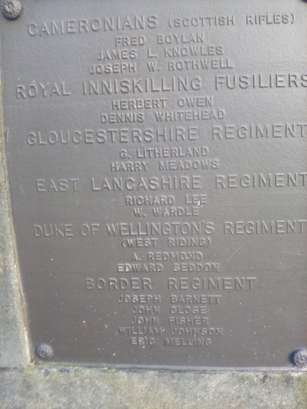 CAMERONIANS (SCOTTISH RIFLES)
FRED BOYLAN
JAMES L. KNOWLES
JOSEPH W. ROTHWELL
ROYAL INNISKILLING FUSILIERS
HERBERT OWEN
DENNIS WHITEHEAD
GLOUCESTERSHIRE REGIMENT
G. LITHERLAND
HARRY MEADOWS
EAST LANCASHIRE REGIMENT
RICHARD LEE
W. WARDLE
DUKE OF WELLINGTON'S REGIMENT
(WEST RIDING)
A. REDMOND
EDWARD SEDDON
BORDER REGIMENT
JOSEPH BARNETT
JOHN CLOSE
JOHN FISHER
WILLIAM JOHNSON
ERIC MELLING